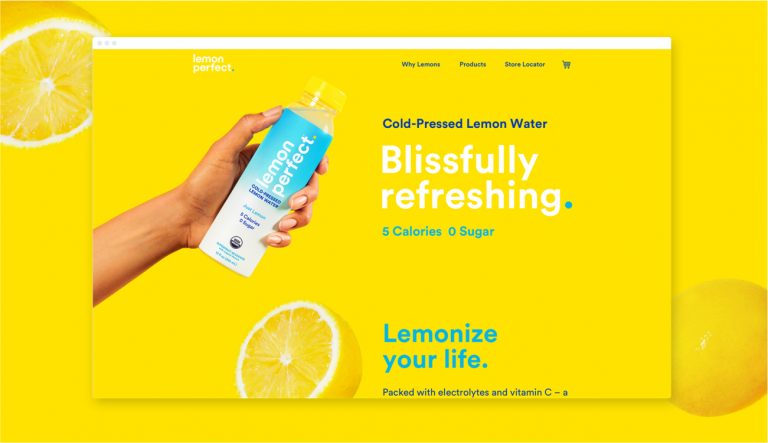 lemon
perfect.
Why Lemons Products Store Locator
Cold-Pressed Lemon Water
Blissfully
refreshing.
5 Calories 0 Sugar
lemon
perfect.
COLD-PRESSED
LEMON WATER
Just Lemon
5 Calories
0 Sugar
Lemonize
your life.
Packed with electrolytes and vitamin C – a